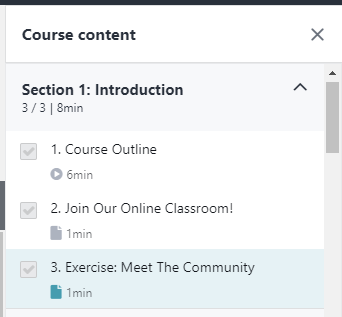 Course content
Section 1: Introduction
3 / 3 | 8min
1. Course Outline
6min
2. Join Our Online Classroom!
1min
3. Exercise: Meet The Community
1min